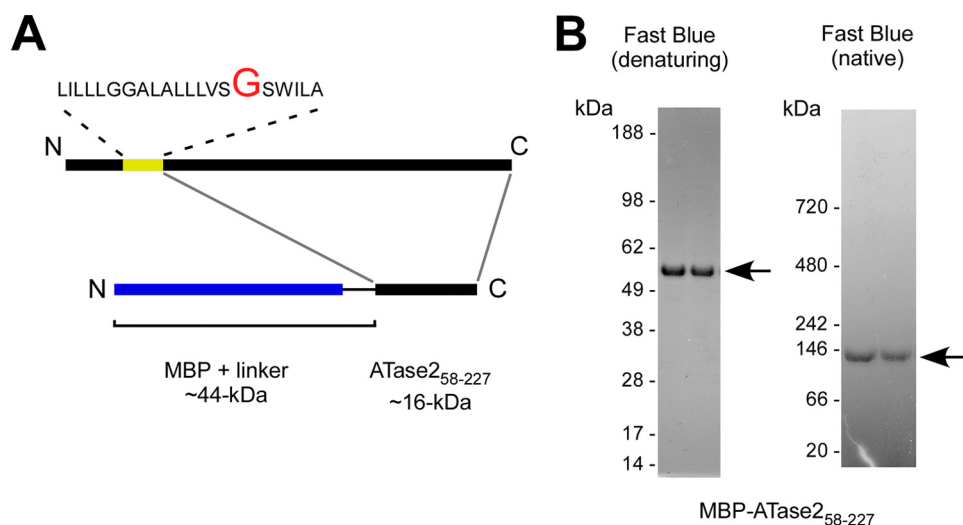 A
LILLLGGALALLLVSGSWILA
N
C
N
C
MBP + linker
~44-kDa
ATase258-227
~16-kDa
B
Fast Blue
(denaturing)
kDa
188 -
98 -
62 -
49 -
38 -
28 -
17 -
14 -
Fast Blue
(native)
kDa
720 -
480 -
242 -
146 -
66 -
20 -
MBP-ATase258-227